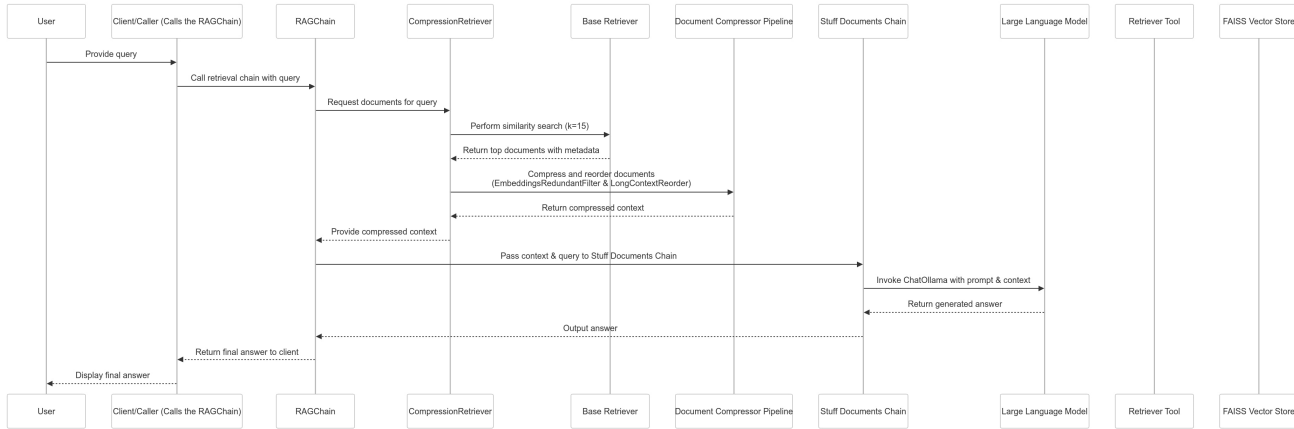 User
Client/Caller (Calls the RAGChain)
RAGChain
CompressionRetriever
Base Retriever
Document Compressor Pipeline
Stuff Documents Chain
Large Language Model
Retriever Tool
FAISS Vector Store
Provide query
Call retrieval chain with query
Request documents for query
Perform similarity search (k=15)
Return top documents with metadata
Compress and reorder documents
(EmbeddingsRedundantFilter & LongContextReorder)
Return compressed context
Provide compressed context
Pass context & query to Stuff Documents Chain
Invoke ChatOllama with prompt & context
Return generated answer
Output answer
Return final answer to client
Display final answer
User
Client/Caller (Calls the RAGChain)
RAGChain
CompressionRetriever
Base Retriever
Document Compressor Pipeline
Stuff Documents Chain
Large Language Model
Retriever Tool
FAISS Vector Store